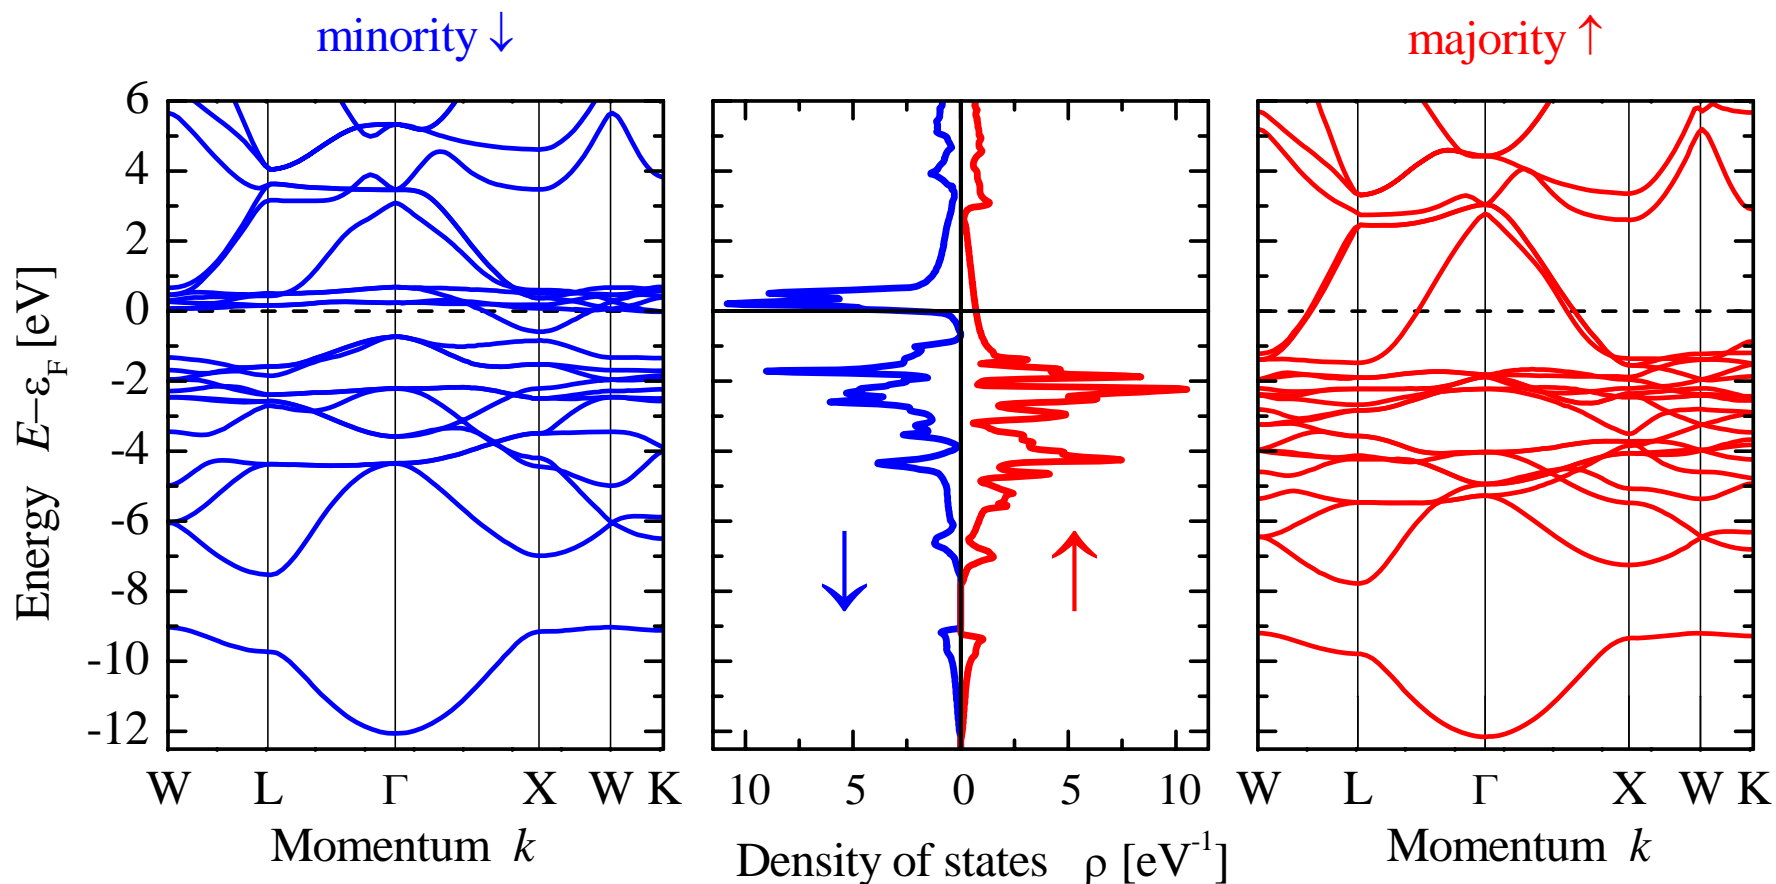 minority ↓
majority ↑
Energy E–εF [eV]
6
4
2
0
-2
-4
-6
-8
-10
-12
W L Γ X W K
10 5 0 5 10
W L Γ X W K
Momentum k
Density of states ρ [eV-1]
Momentum k